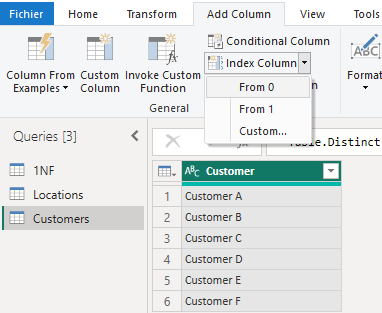 Fichier Home Transform Add Column View
Column From Examples
Custom Column
Invoke Custom Function
Conditional Column
Index Column
From 0
From 1
Custom...
General
ABC
Format
Queries [3]
1NF
Locations
Customers
Table.Distinct
ABC Customer
1 Customer A
2 Customer B
3 Customer C
4 Customer D
5 Customer E
6 Customer F